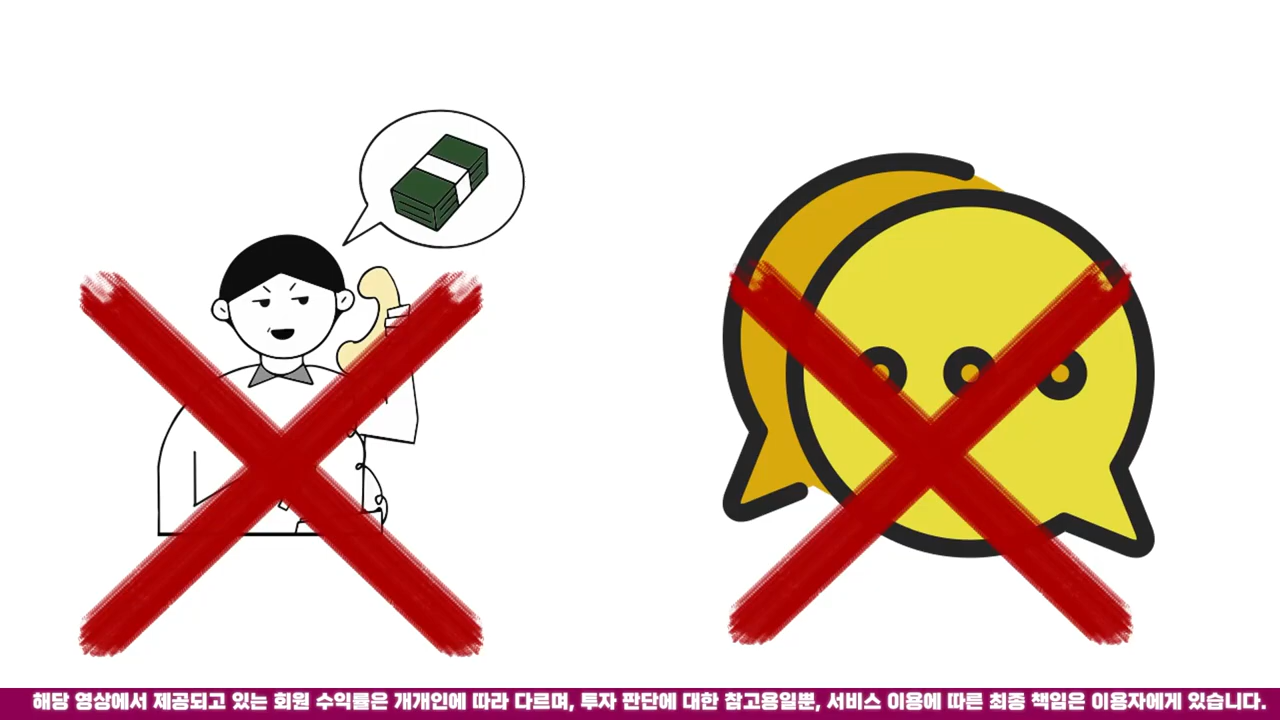 해당 영상에서 제공되고 있는 회원 수익률은 개개인에 따라 다르며, 투자 판단에 대한 참고용일뿐, 서비스 이용에 따른 최종 책임은 이용자에게 있습니다.